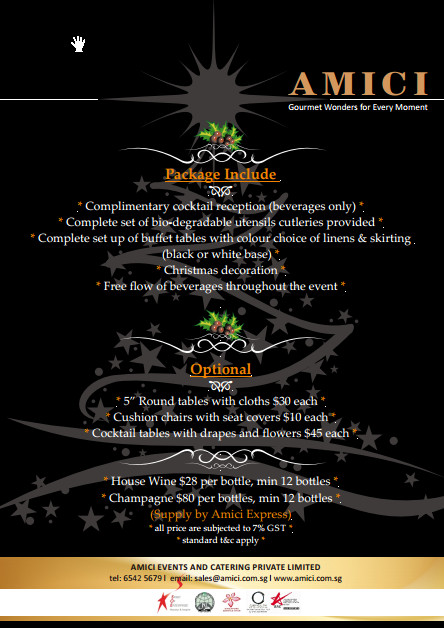 AMICI
Gourmet Wonders for Every Moment
Package Include
* Complimentary cocktail reception (beverages only) *
* Complete set of bio-degradable utensils cutleries provided *
* Complete set up of buffet tables with colour choice of linens & skirting
(black or white base) *
* Christmas decoration *
* Free flow of beverages throughout the event *
Optional
* 5” Round tables with cloths $30 each *
* Cushion chairs with seat covers $10 each *
* Cocktail tables with drapes and flowers $45 each *
* House Wine $28 per bottle, min 12 bottles *
* Champagne $80 per bottles, min 12 bottles *
(Supply by Amici Express)
* all price are subjected to 7% GST *
* standard t&c apply *
AMICI EVENTS AND CATERING PRIVATE LIMITED
tel: 6542 5679 l email: sales@amici.com.sg l www.amici.com.sg